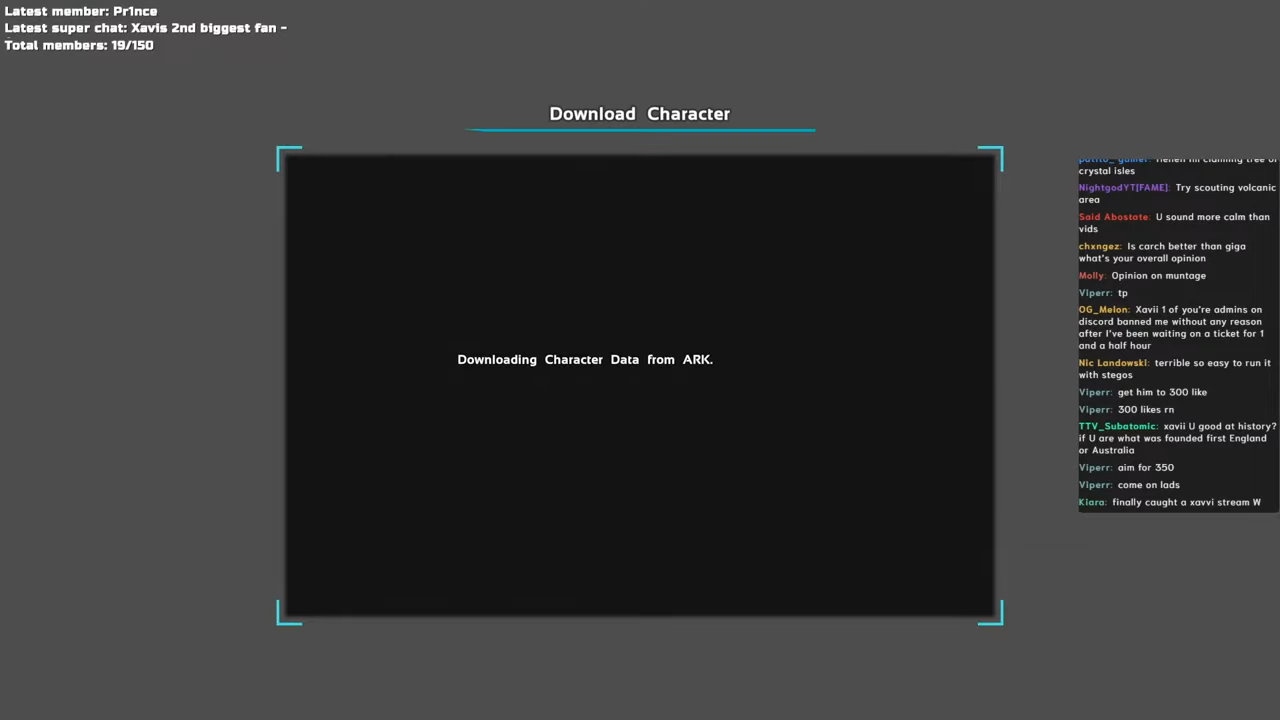 Latest member: Pr1nce
Latest super chat: Xavis 2nd biggest fan -
Total members: 19/150
Download Character
Downloading Character Data from ARK.
crystal isles
NightgodYT[FAME]: Try scouting volcanic
area
Said Abostate: U sound more calm than
vids
chxngez: Is carch better than giga
what's your overall opinion
Molly: Opinion on muntage
Viperr: tp
OG_Melon: Xavii 1 of you're admins on
discord banned me without any reason
after I've been waiting on a ticket for 1
and a half hour
Nic Landowski: terrible so easy to run it
with stegos
Viperr: get him to 300 like
Viperr: 300 likes rn
TTV_Subatomic: xavii U good at history?
if U are what was founded first England
or Australia
Viperr: aim for 350
Viperr: come on lads
Kiara: finally caught a xavvi stream W